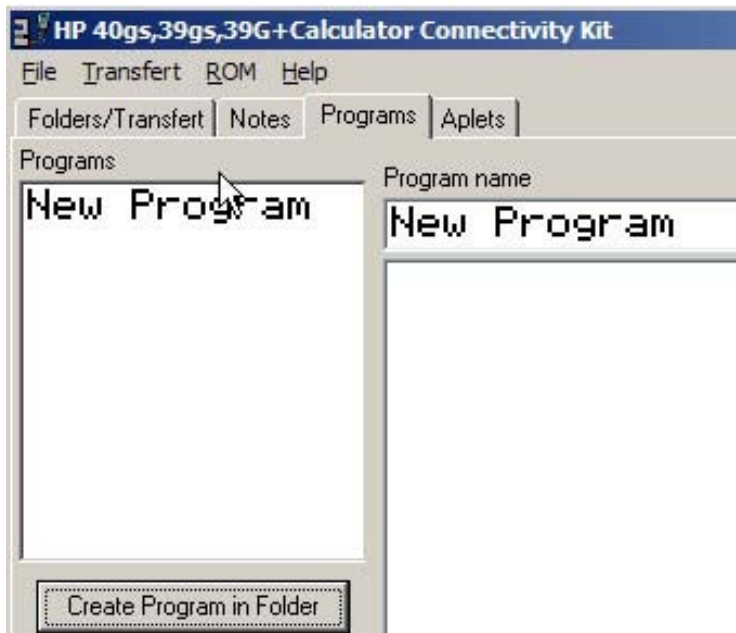 HP 40gs,39gs,39G+Calculator Connectivity Kit
File Transfert ROM Help
Folders/Transfert Notes Programs Aplets
Programs
New Program
Program name
New Program
Create Program in Folder